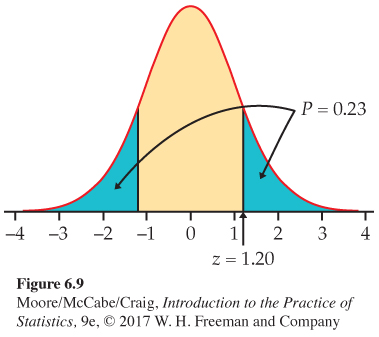 P = 0.23
-4 -3 -2 -1 0 1 2 3 4
z = 1.20
Figure 6.9
Moore/McCabe/Craig, Introduction to the Practice of
Statistics, 9e, © 2017 W. H. Freeman and Company